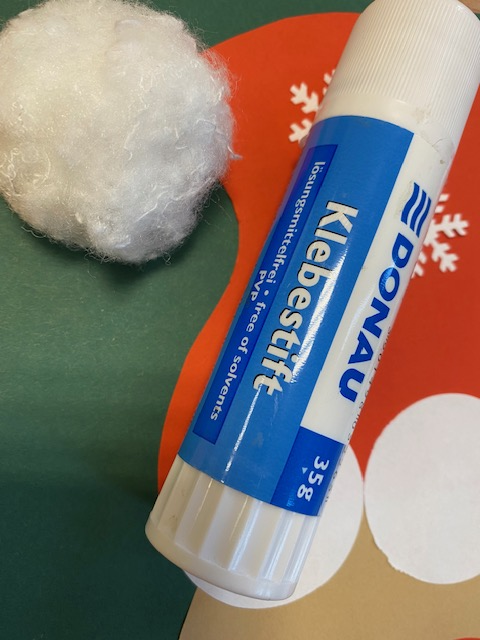 DONAU
Klebestift
lösungsmittelfrei • free of solvents
PVP
35g